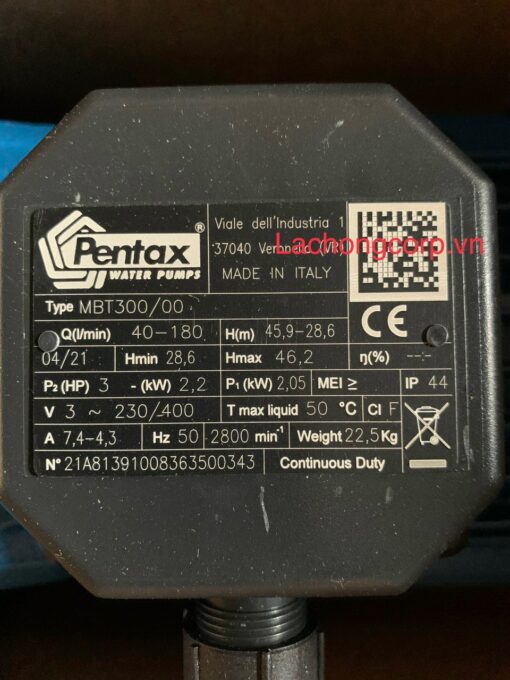 Pentax®
WATER PUMPS
Viale dell'Industria 1
37040 Veronella (VR)
Lachongcorp.vn
MADE IN ITALY
Type MBT300/00
CE
Q(l/min) 40-180 H(m) 45,9-28,6
04/21 Hmin 28,6 Hmax 46,2 η(%) --.-
P₂(HP) 3 - (kW) 2,2 P₁(kW) 2,05 MEI ≥ IP 44
V 3 ~ 230/400 T max liquid 50 °C Cl F
A 7,4-4,3 Hz 50 2800 min⁻¹ Weight 22,5Kg
N° 21A81391008363500343 Continuous Duty